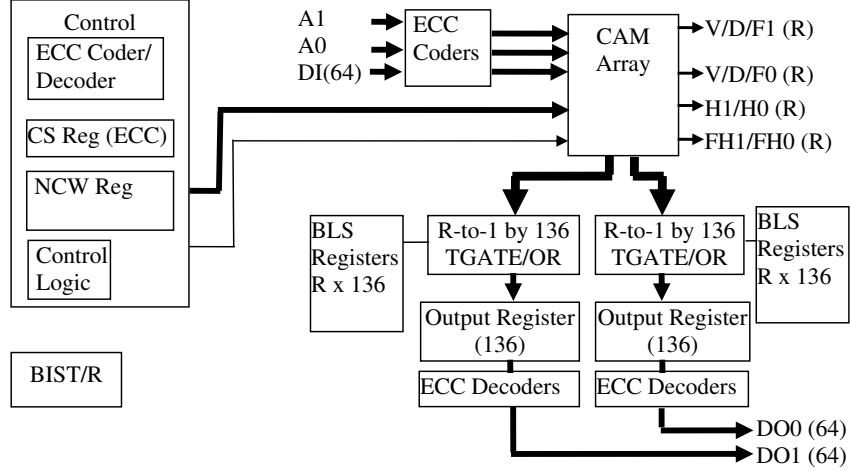 Control
ECC Coder/
Decoder
CS Reg (ECC)
NCW Reg
Control
Logic
BIST/R
A1
A0
DI(64)
ECC
Coders
CAM
Array
V/D/F1 (R)
V/D/F0 (R)
H1/H0 (R)
FH1/FH0 (R)
BLS
Registers
R x 136
R-to-1 by 136
TGATE/OR
Output Register
(136)
ECC Decoders
R-to-1 by 136
TGATE/OR
Output Register
(136)
ECC Decoders
BLS
Registers
R x 136
DO0 (64)
DO1 (64)